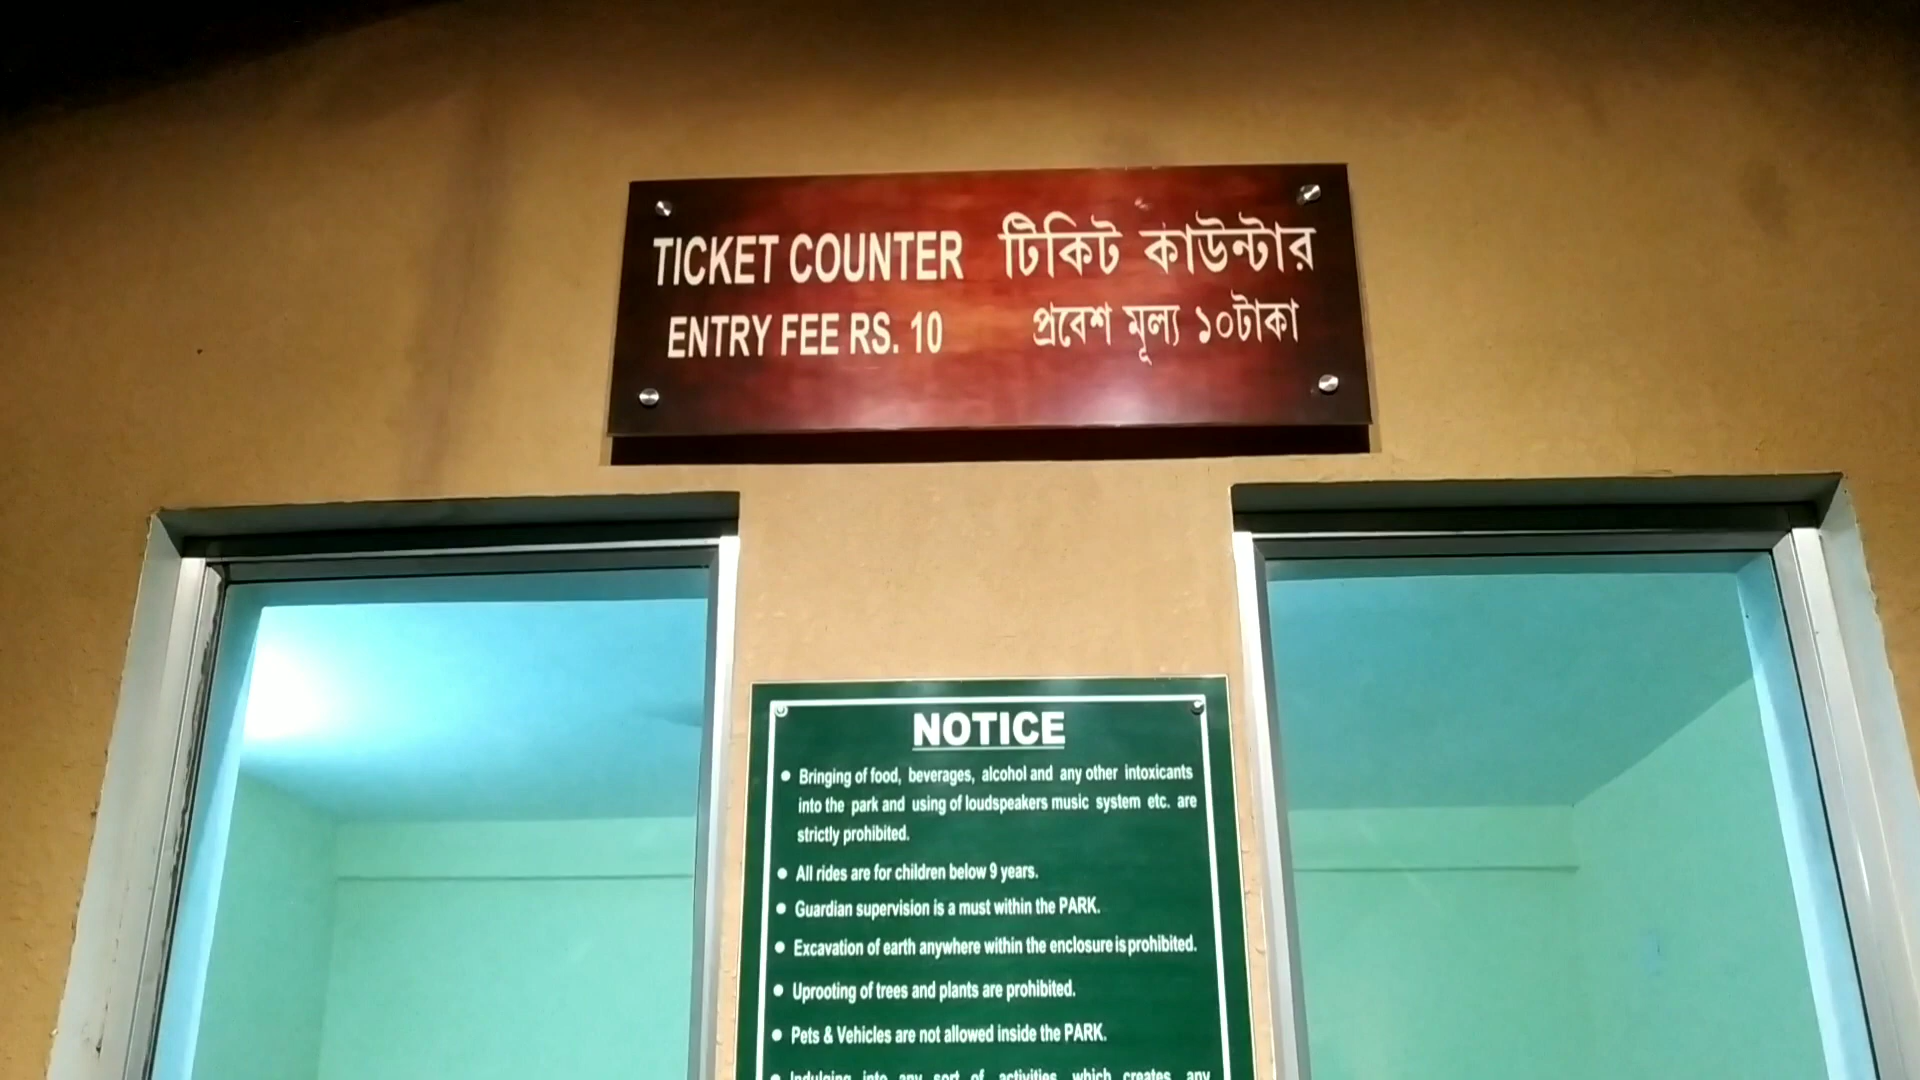 TICKET COUNTER টিকিট কাউন্টার
ENTRY FEE RS. 10 প্রবেশ মূল্য ১০টাকা
NOTICE
• Bringing of food, beverages, alcohol and any other intoxicants
into the park and using of loudspeakers music system etc. are
strictly prohibited.
• All rides are for children below 9 years.
• Guardian supervision is a must within the PARK.
• Excavation of earth anywhere within the enclosure is prohibited.
• Uprooting of trees and plants are prohibited.
• Pets & Vehicles are not allowed inside the PARK.
• Indulging into any sort of activities which creates any